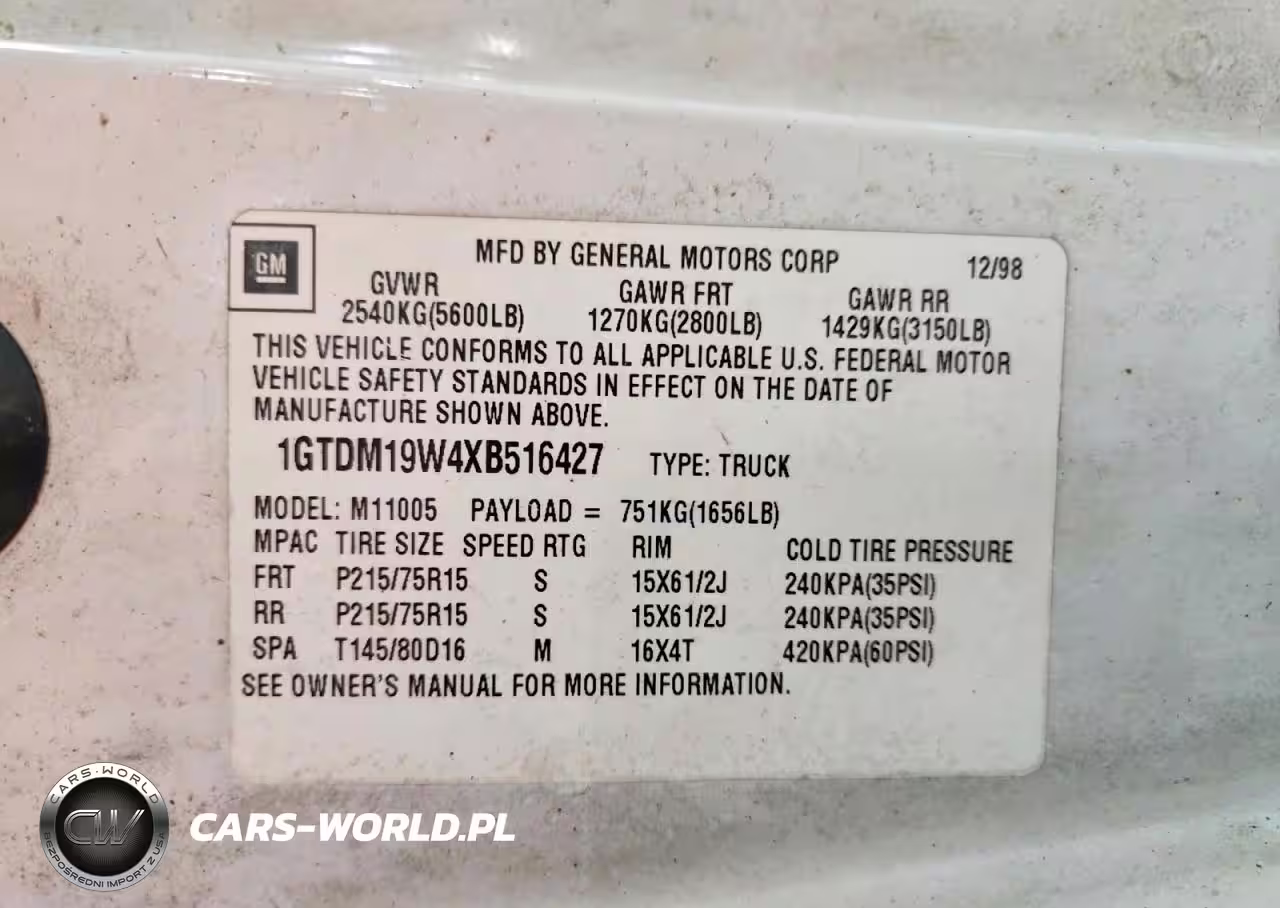 GM
MFD BY GENERAL MOTORS CORP 12/98
GVWR GAWR FRT GAWR RR
2540KG(5600LB) 1270KG(2800LB) 1429KG(3150LB)
THIS VEHICLE CONFORMS TO ALL APPLICABLE U.S. FEDERAL MOTOR
VEHICLE SAFETY STANDARDS IN EFFECT ON THE DATE OF
MANUFACTURE SHOWN ABOVE.
1GTDM19W4XB516427 TYPE: TRUCK
MODEL: M11005 PAYLOAD = 751KG(1656LB)
MPAC TIRE SIZE SPEED RTG RIM COLD TIRE PRESSURE
FRT P215/75R15 S 15X61/2J 240KPA(35PSI)
RR P215/75R15 S 15X61/2J 240KPA(35PSI)
SPA T145/80D16 M 16X4T 420KPA(60PSI)
SEE OWNER'S MANUAL FOR MORE INFORMATION.
CARS-WORLD
CW
BEZPOŚREDNI IMPORT Z USA
CARS-WORLD.PL